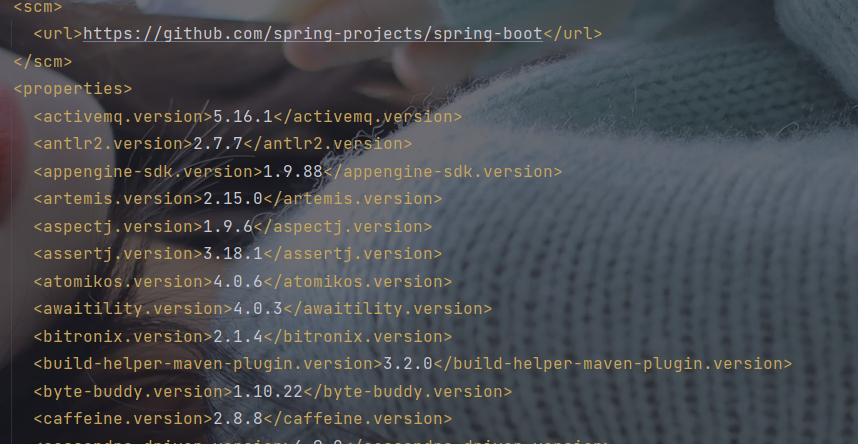 <scm>
<url>https://github.com/spring-projects/spring-boot</url>
</scm>
<properties>
<activemq.version>5.16.1</activemq.version>
<antlr2.version>2.7.7</antlr2.version>
<appengine-sdk.version>1.9.88</appengine-sdk.version>
<artemis.version>2.15.0</artemis.version>
<aspectj.version>1.9.6</aspectj.version>
<assertj.version>3.18.1</assertj.version>
<atomikos.version>4.0.6</atomikos.version>
<awaitility.version>4.0.3</awaitility.version>
<bitronix.version>2.1.4</bitronix.version>
<build-helper-maven-plugin.version>3.2.0</build-helper-maven-plugin.version>
<byte-buddy.version>1.10.22</byte-buddy.version>
<caffeine.version>2.8.8</caffeine.version>